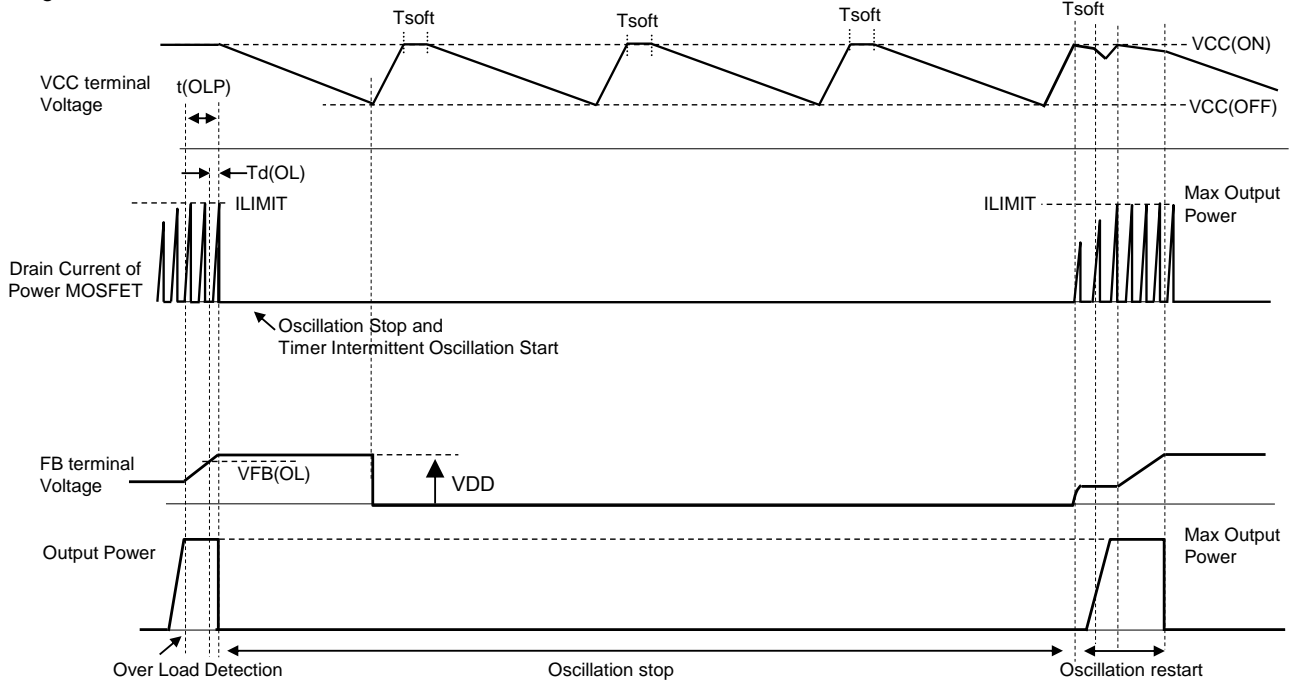 Tsoft
Tsoft
Tsoft
Tsoft
VCC(ON)
VCC terminal
Voltage
t(OLP)
VCC(OFF)
Td(OL)
ILIMIT
ILIMIT
Max Output
Power
Drain Current of
Power MOSFET
Oscillation Stop and
Timer Intermittent Oscillation Start
FB terminal
Voltage
VFB(OL)
VDD
Output Power
Max Output
Power
Over Load Detection
Oscillation stop
Oscillation restart